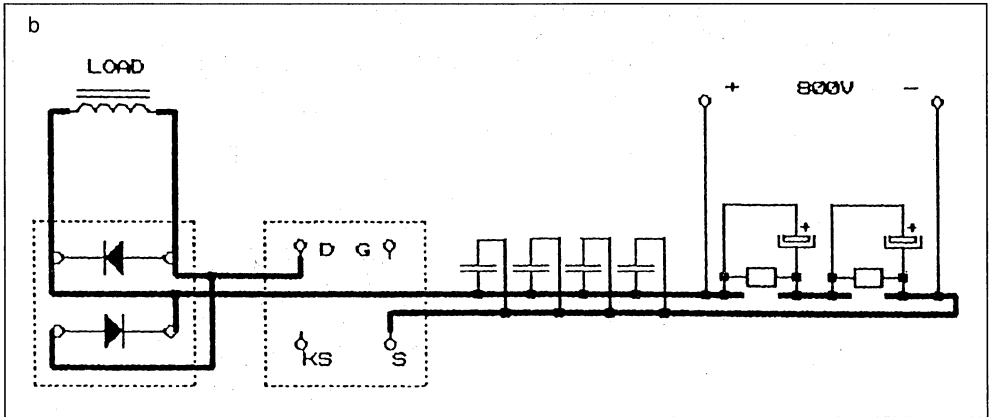 b
LOAD
+ 800V −
+ +
D G
KS S